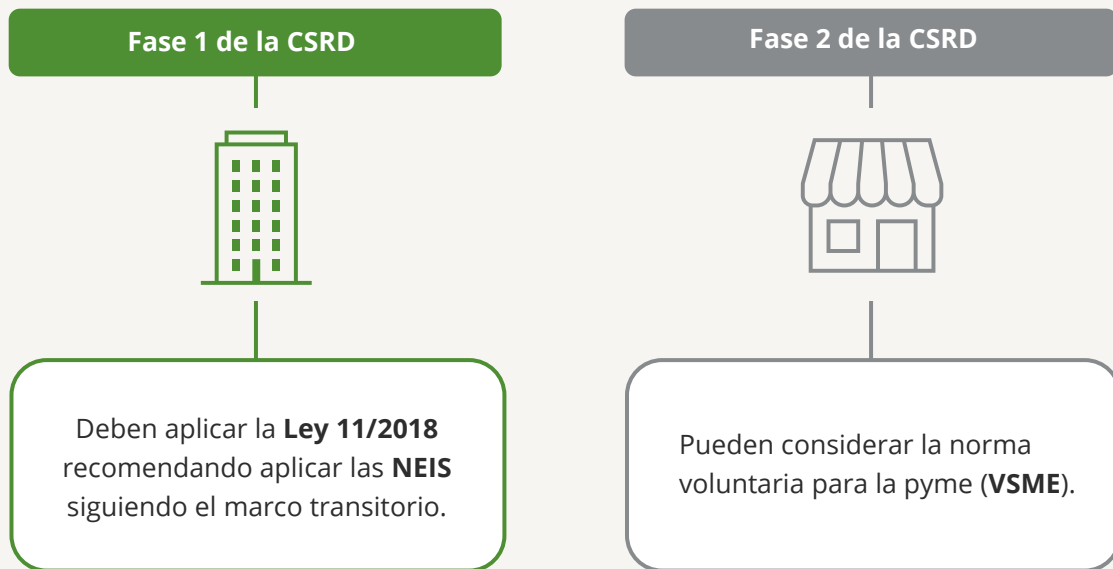 Fase 1 de la CSRD
Deben aplicar la Ley 11/2018
recomendando aplicar las NEIS
siguiendo el marco transitorio.
Fase 2 de la CSRD
Pueden considerar la norma
voluntaria para la pyme (VSME).